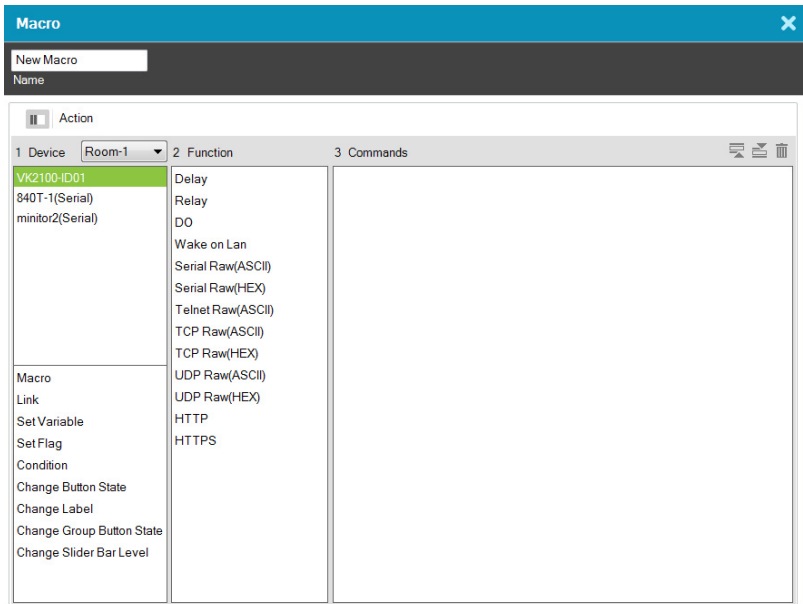 Macro
New Macro
Name
Action
1 Device Room-1 2 Function 3 Commands
VK2100-ID01
840T-1(Serial)
minitor2(Serial)
Macro
Link
Set Variable
Set Flag
Condition
Change Button State
Change Label
Change Group Button State
Change Slider Bar Level
Delay
Relay
DO
Wake on Lan
Serial Raw(ASCII)
Serial Raw(HEX)
Telnet Raw(ASCII)
TCP Raw(ASCII)
TCP Raw(HEX)
UDP Raw(ASCII)
UDP Raw(HEX)
HTTP
HTTPS